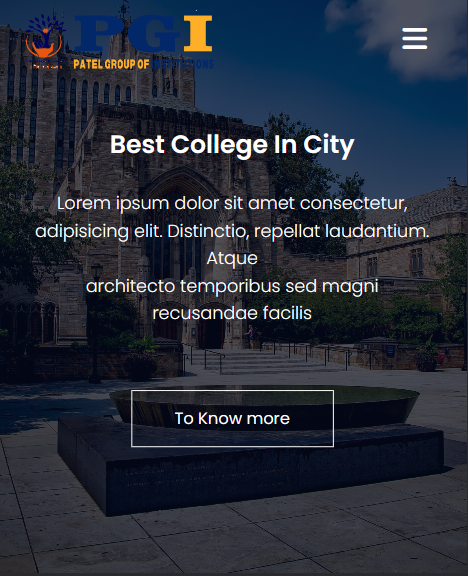 PGI
PATEL GROUP OF INSTITUTIONS
Best College In City
Lorem ipsum dolor sit amet consectetur,
adipisicing elit. Distinctio, repellat laudantium.
Atque
architecto temporibus sed magni
recusandae facilis
To Know more